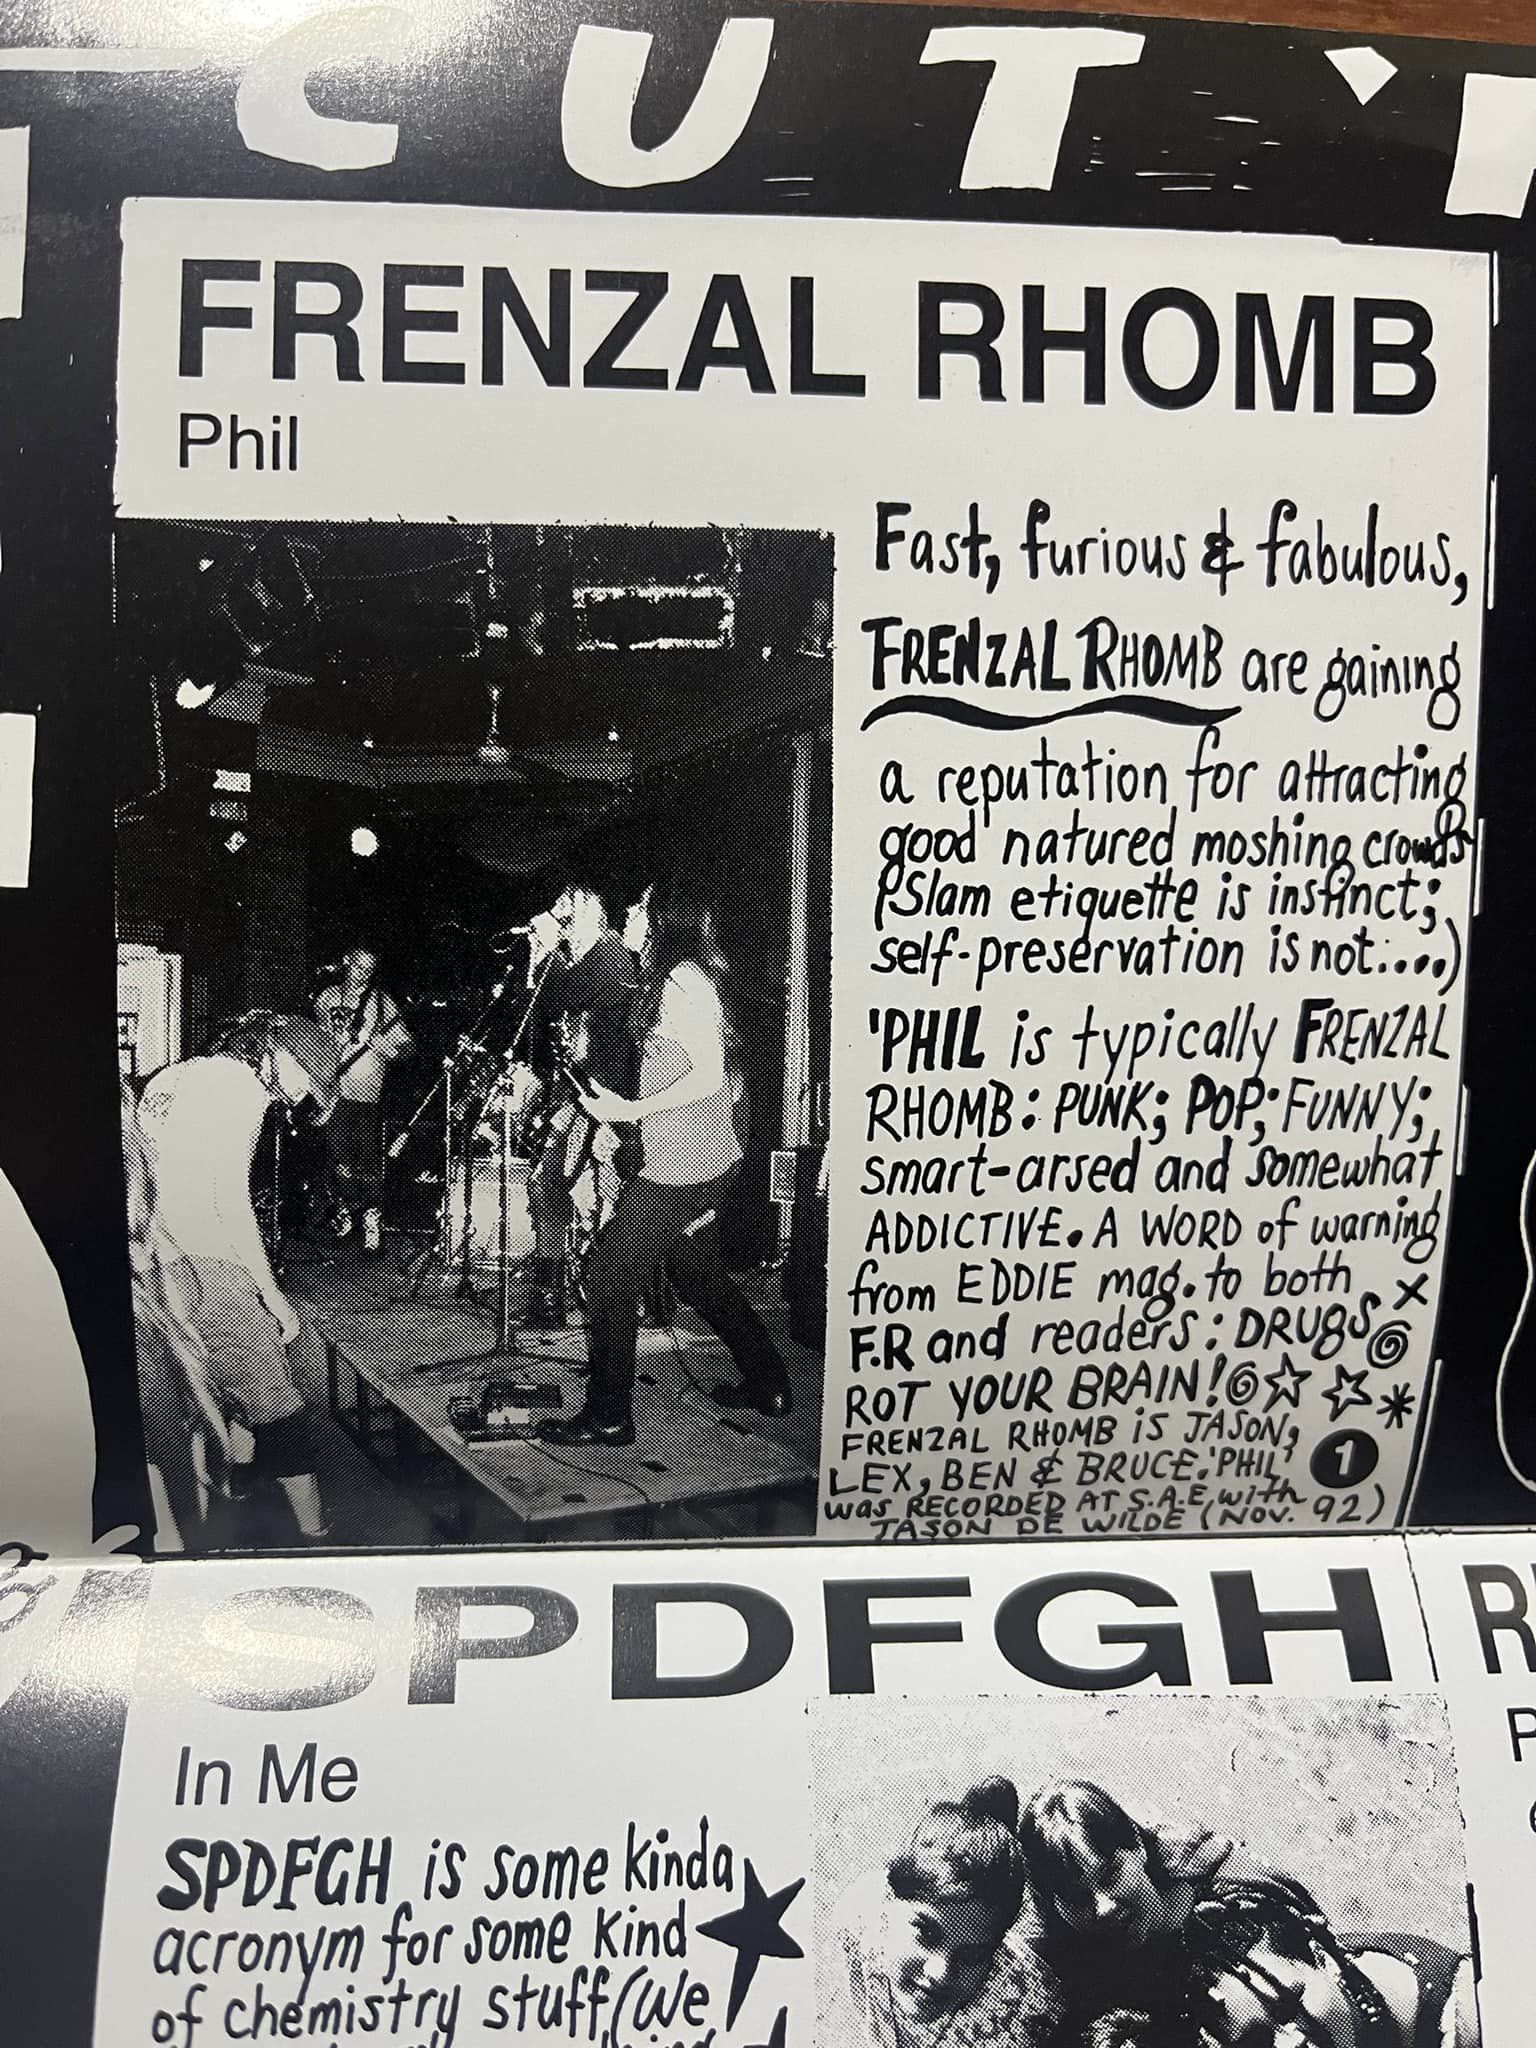 CUT
FRENZAL RHOMB
Phil
Fast, furious & fabulous,
FRENZAL RHOMB are gaining
a reputation for attracting
good natured moshing crowds
(Slam etiquette is instinct;
self-preservation is not....)
'PHIL is typically FRENZAL
RHOMB: PUNK; POP; FUNNY;
smart-arsed and somewhat
ADDICTIVE. A WORD of warning
from EDDIE mag. to both
F.R and readers: DRUGS
ROT YOUR BRAIN!
FRENZAL RHOMB iS JASON,
LEX, BEN & BRUCE. 'PHIL'
was RECORDED AT S.A.E, with
JASON DE WILDE (NOV. 92)
1
SPDFGH
In Me
SPDFGH is some kinda
acronym for some kind
of chemistry stuff, (We